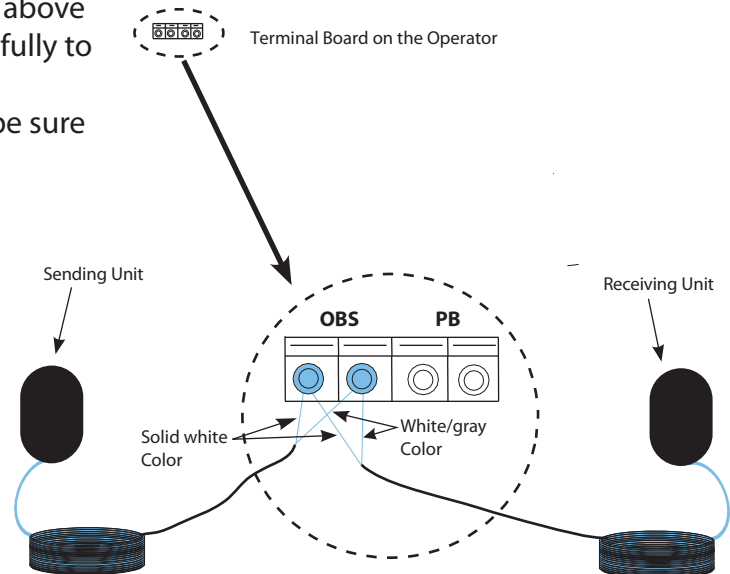 above
fully to
be sure
Terminal Board on the Operator
Sending Unit
Receiving Unit
OBS PB
Solid white
Color
White/gray
Color